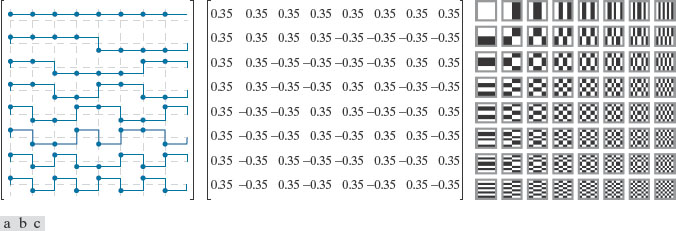 0.35 0.35 0.35 0.35 0.35 0.35 0.35 0.35
0.35 0.35 0.35 0.35 −0.35 −0.35 −0.35 −0.35
0.35 0.35 −0.35 −0.35 −0.35 −0.35 0.35 0.35
0.35 0.35 −0.35 −0.35 0.35 0.35 −0.35 −0.35
0.35 −0.35 −0.35 0.35 0.35 −0.35 −0.35 0.35
0.35 −0.35 −0.35 0.35 −0.35 0.35 0.35 −0.35
0.35 −0.35 0.35 −0.35 −0.35 0.35 −0.35 0.35
0.35 −0.35 0.35 −0.35 0.35 −0.35 0.35 −0.35
a b c